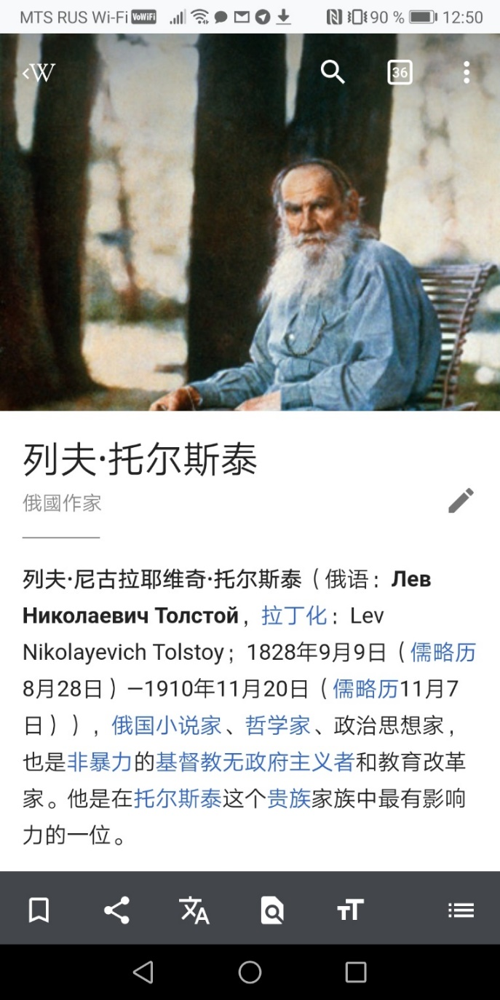 MTS RUS Wi-Fi VoWiFi 90 % 12:50
‹W 36
列夫·托尔斯泰
俄國作家
列夫·尼古拉耶维奇·托尔斯泰（俄语：Лев
Николаевич Толстой，拉丁化：Lev
Nikolayevich Tolstoy；1828年9月9日（儒略历
8月28日）—1910年11月20日（儒略历11月7
日）），俄国小说家、哲学家、政治思想家，
也是非暴力的基督教无政府主义者和教育改革
家。他是在托尔斯泰这个贵族家族中最有影响
力的一位。
文A TT